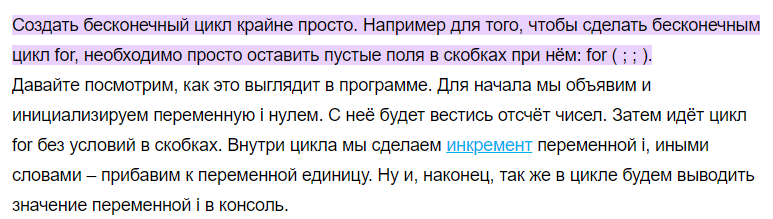 Создать бесконечный цикл крайне просто. Например для того, чтобы сделать бесконечным
цикл for, необходимо просто оставить пустые поля в скобках при нём: for ( ; ; ).
Давайте посмотрим, как это выглядит в программе. Для начала мы объявим и
инициализируем переменную i нулем. С неё будет вестись отсчёт чисел. Затем идёт цикл
for без условий в скобках. Внутри цикла мы сделаем инкремент переменной i, иными
словами – прибавим к переменной единицу. Ну и, наконец, так же в цикле будем выводить
значение переменной i в консоль.